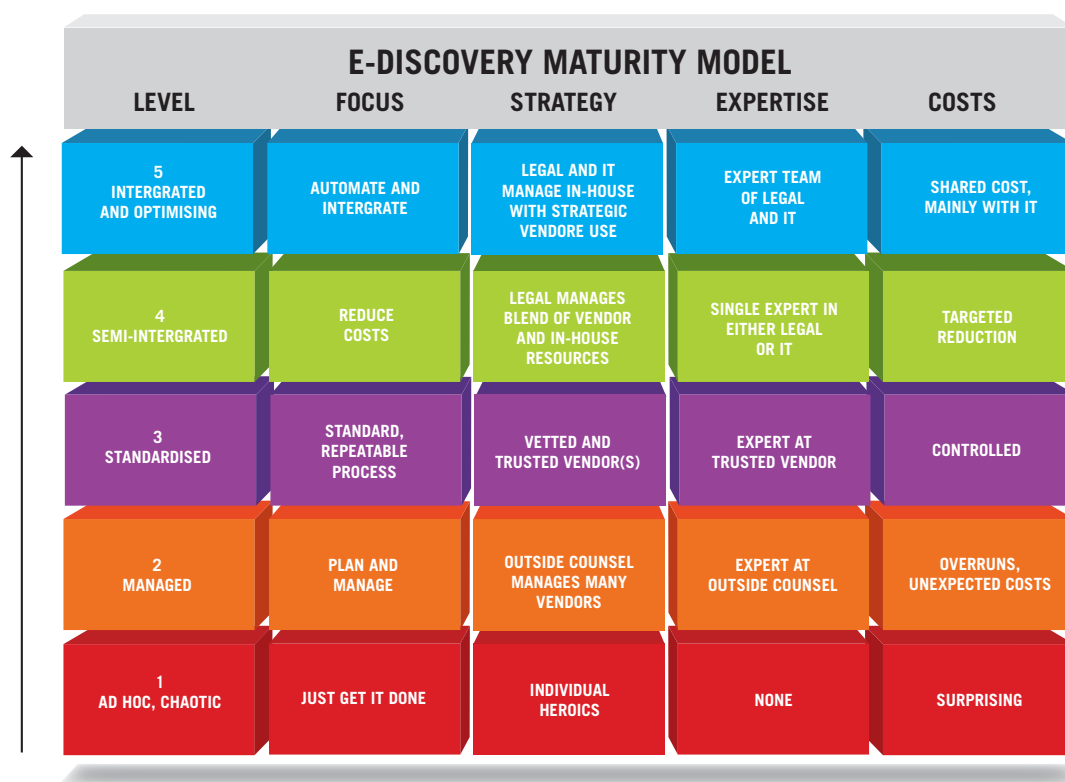 E-DISCOVERY MATURITY MODEL
LEVEL
FOCUS
STRATEGY
EXPERTISE
COSTS
5
INTERGRATED
AND OPTIMISING
AUTOMATE AND
INTERGRATE
LEGAL AND IT
MANAGE IN-HOUSE
WITH STRATEGIC
VENDORE USE
EXPERT TEAM
OF LEGAL
AND IT
SHARED COST,
MAINLY WITH IT
4
SEMI-INTERGRATED
REDUCE
COSTS
LEGAL MANAGES
BLEND OF VENDOR
AND IN-HOUSE
RESOURCES
SINGLE EXPERT IN
EITHER LEGAL
OR IT
TARGETED
REDUCTION
3
STANDARDISED
STANDARD,
REPEATABLE
PROCESS
VETTED AND
TRUSTED VENDOR(S)
EXPERT AT
TRUSTED VENDOR
CONTROLLED
2
MANAGED
PLAN AND
MANAGE
OUTSIDE COUNSEL
MANAGES MANY
VENDORS
EXPERT AT
OUTSIDE COUNSEL
OVERRUNS,
UNEXPECTED COSTS
1
AD HOC, CHAOTIC
JUST GET IT DONE
INDIVIDUAL
HEROICS
NONE
SURPRISING